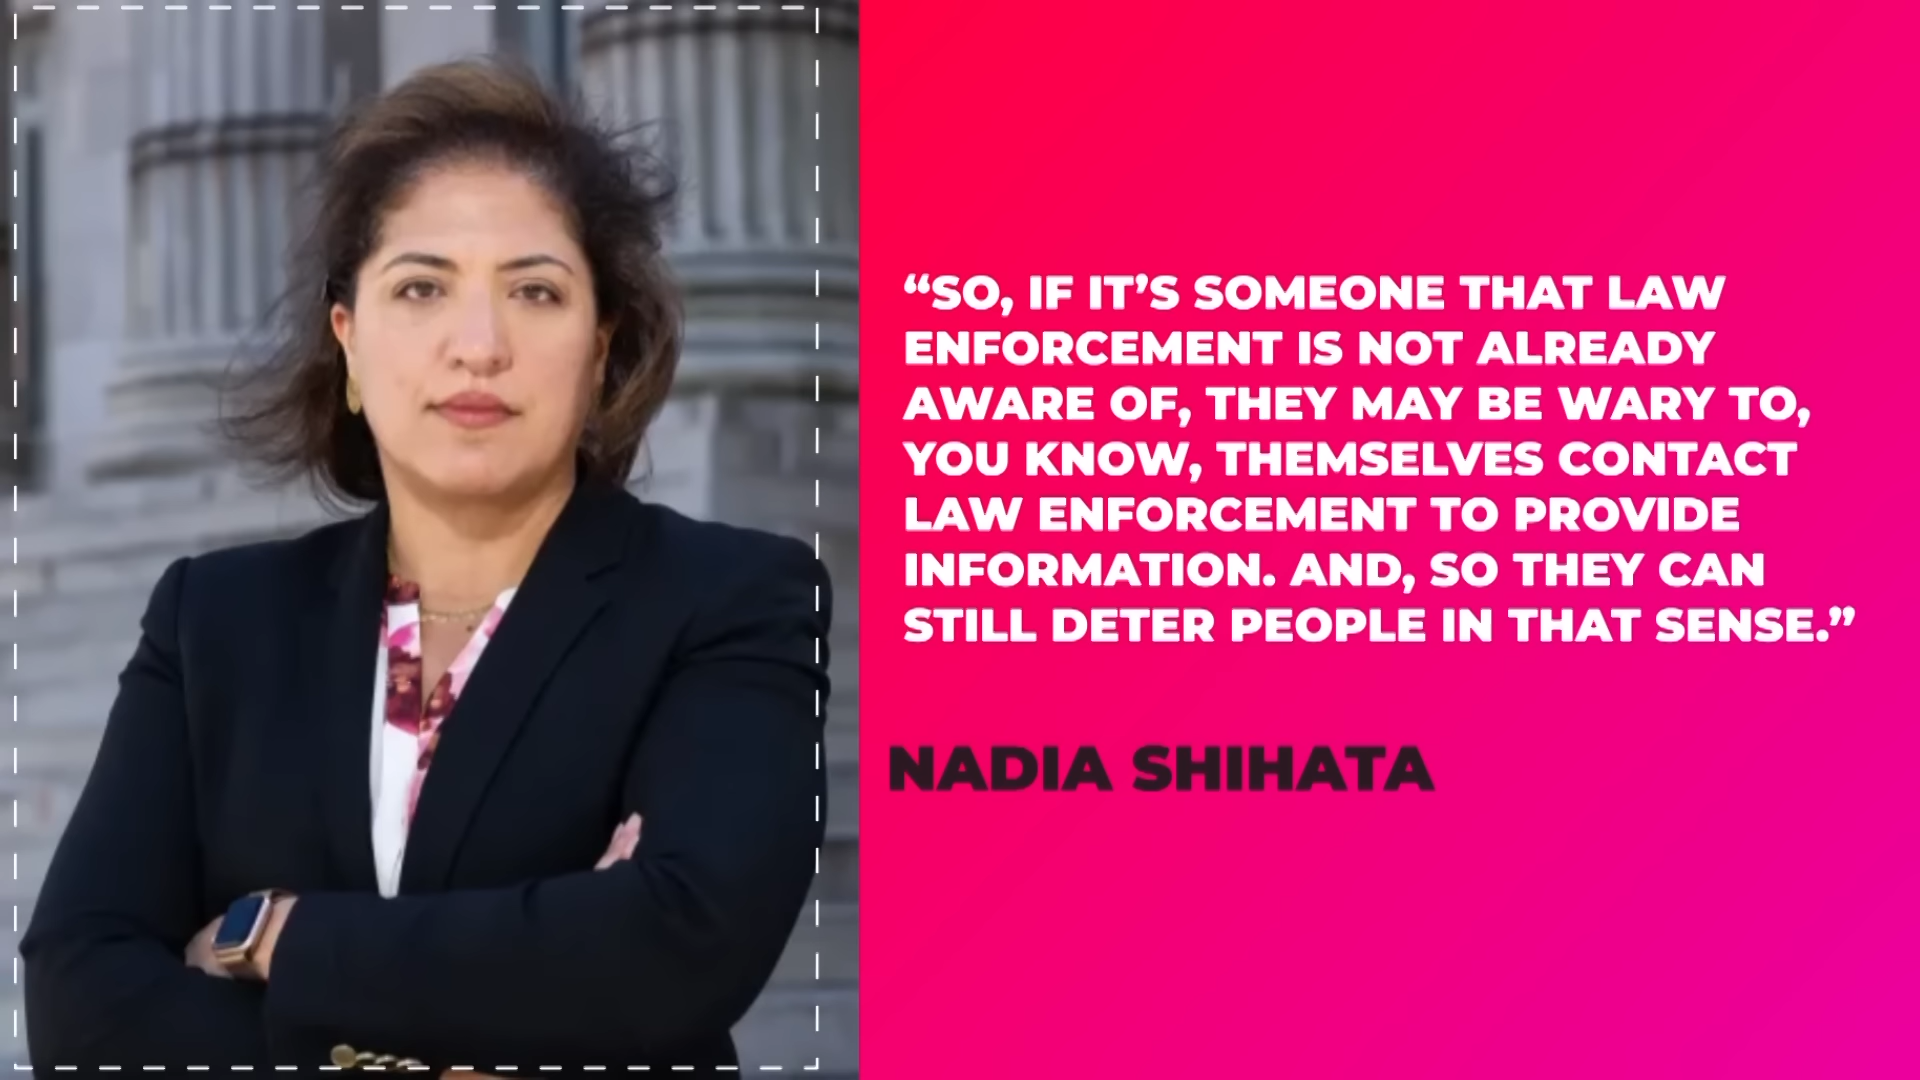 “SO, IF IT’S SOMEONE THAT LAW
ENFORCEMENT IS NOT ALREADY
AWARE OF, THEY MAY BE WARY TO,
YOU KNOW, THEMSELVES CONTACT
LAW ENFORCEMENT TO PROVIDE
INFORMATION. AND, SO THEY CAN
STILL DETER PEOPLE IN THAT SENSE.”
NADIA SHIHATA